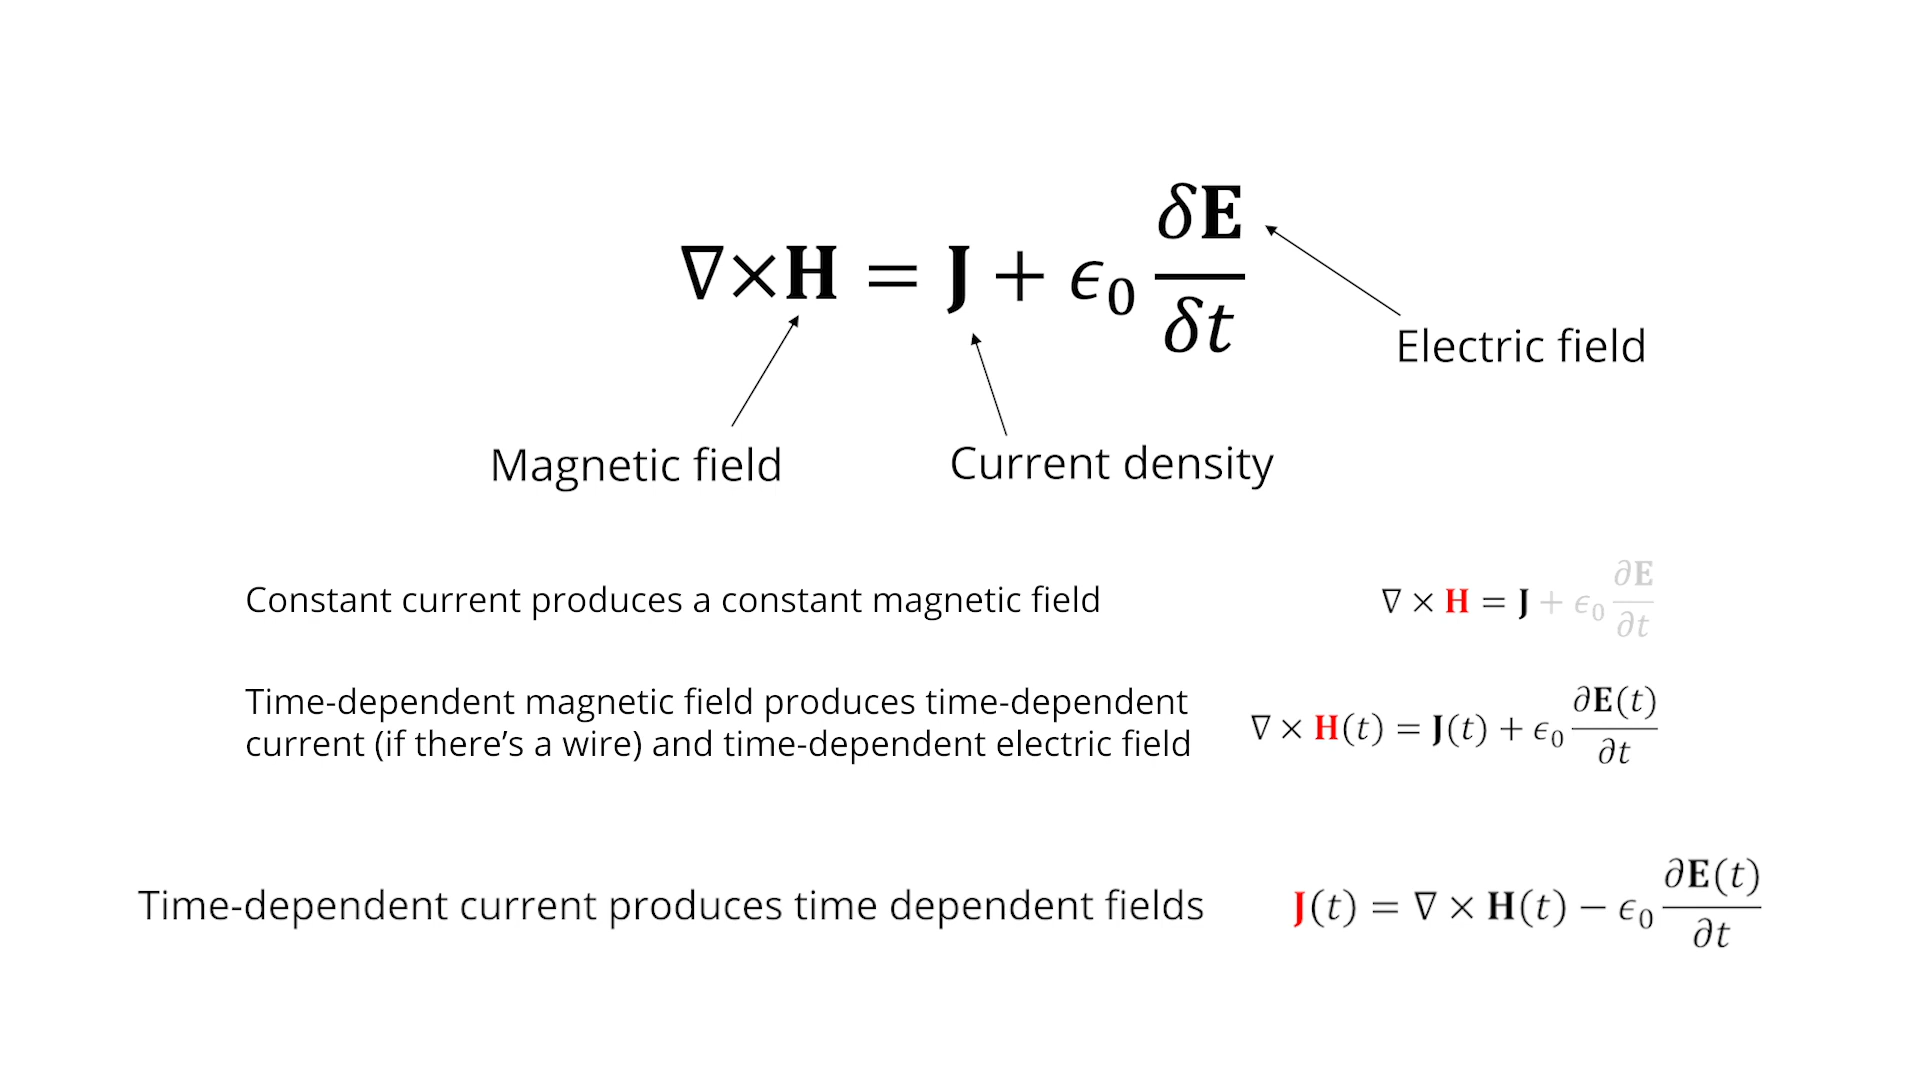 ∇×H = J + ϵ₀ δE/δt
Electric field
Magnetic field
Current density
Constant current produces a constant magnetic field
∇ × H = J + ϵ₀ ∂E/∂t
Time-dependent magnetic field produces time-dependent
current (if there’s a wire) and time-dependent electric field
∇ × H(t) = J(t) + ϵ₀ ∂E(t)/∂t
Time-dependent current produces time dependent fields
J(t) = ∇ × H(t) − ϵ₀ ∂E(t)/∂t